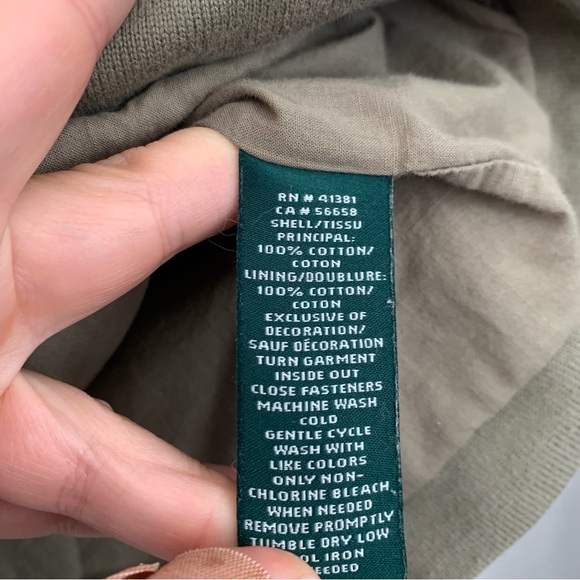 RN # 41381
CA # 56658
SHELL/TISSU
PRINCIPAL:
100% COTTON/
COTON
LINING/DOUBLURE:
100% COTTON/
COTON
EXCLUSIVE OF
DECORATION/
SAUF DÉCORATION
TURN GARMENT
INSIDE OUT
CLOSE FASTENERS
MACHINE WASH
COLD
GENTLE CYCLE
WASH WITH
LIKE COLORS
ONLY NON-
CHLORINE BLEACH,
WHEN NEEDED
REMOVE PROMPTLY
TUMBLE DRY LOW
IRON